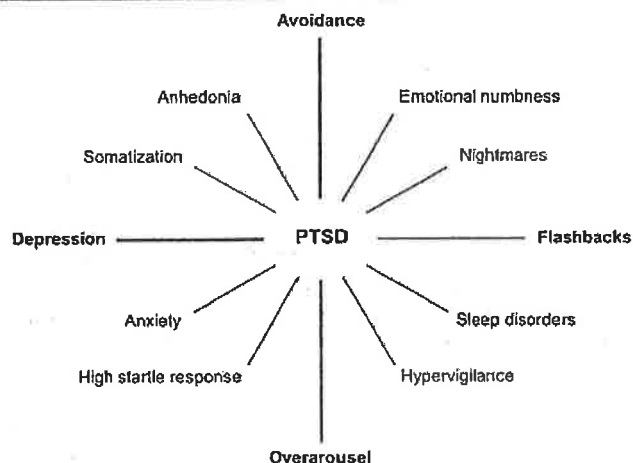 Avoidance
Anhedonia
Emotional numbness
Somatization
Nightmares
Depression
PTSD
Flashbacks
Anxiety
Sleep disorders
High startle response
Hypervigilance
Overarousel